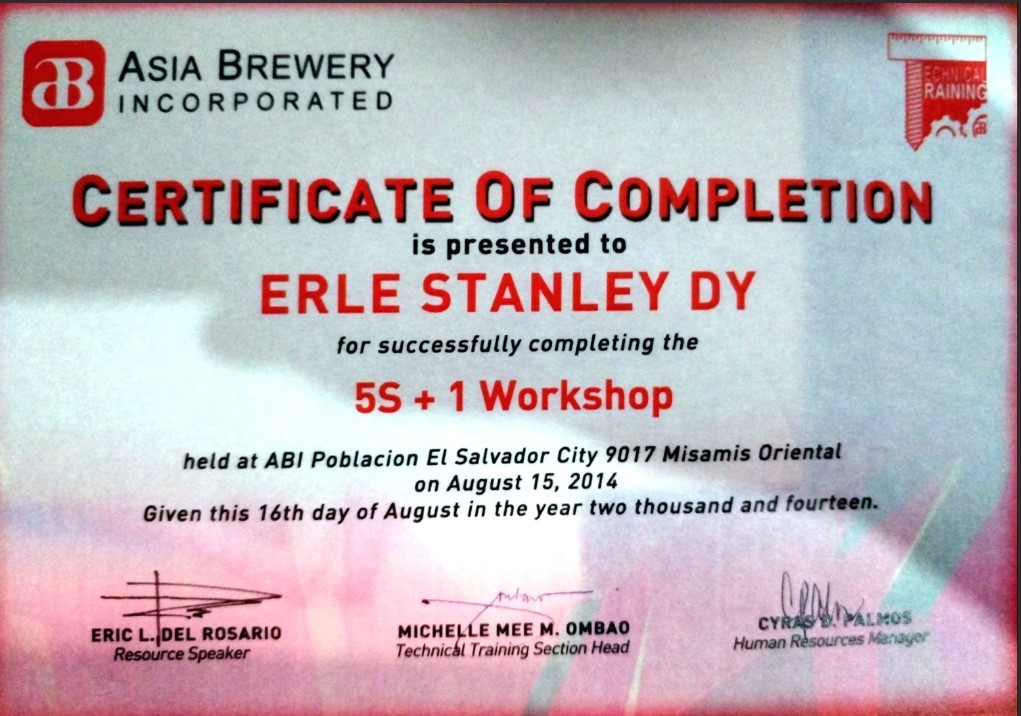 aB
ASIA BREWERY
INCORPORATED
TECHNICAL
TRAINING
CERTIFICATE OF COMPLETION
is presented to
ERLE STANLEY DY
for successfully completing the
5S + 1 Workshop
held at ABI Poblacion El Salvador City 9017 Misamis Oriental
on August 15, 2014
Given this 16th day of August in the year two thousand and fourteen.
ERIC L. DEL ROSARIO
Resource Speaker
MICHELLE MEE M. OMBAO
Technical Training Section Head
CYRAS D. PALMOS
Human Resources Manager